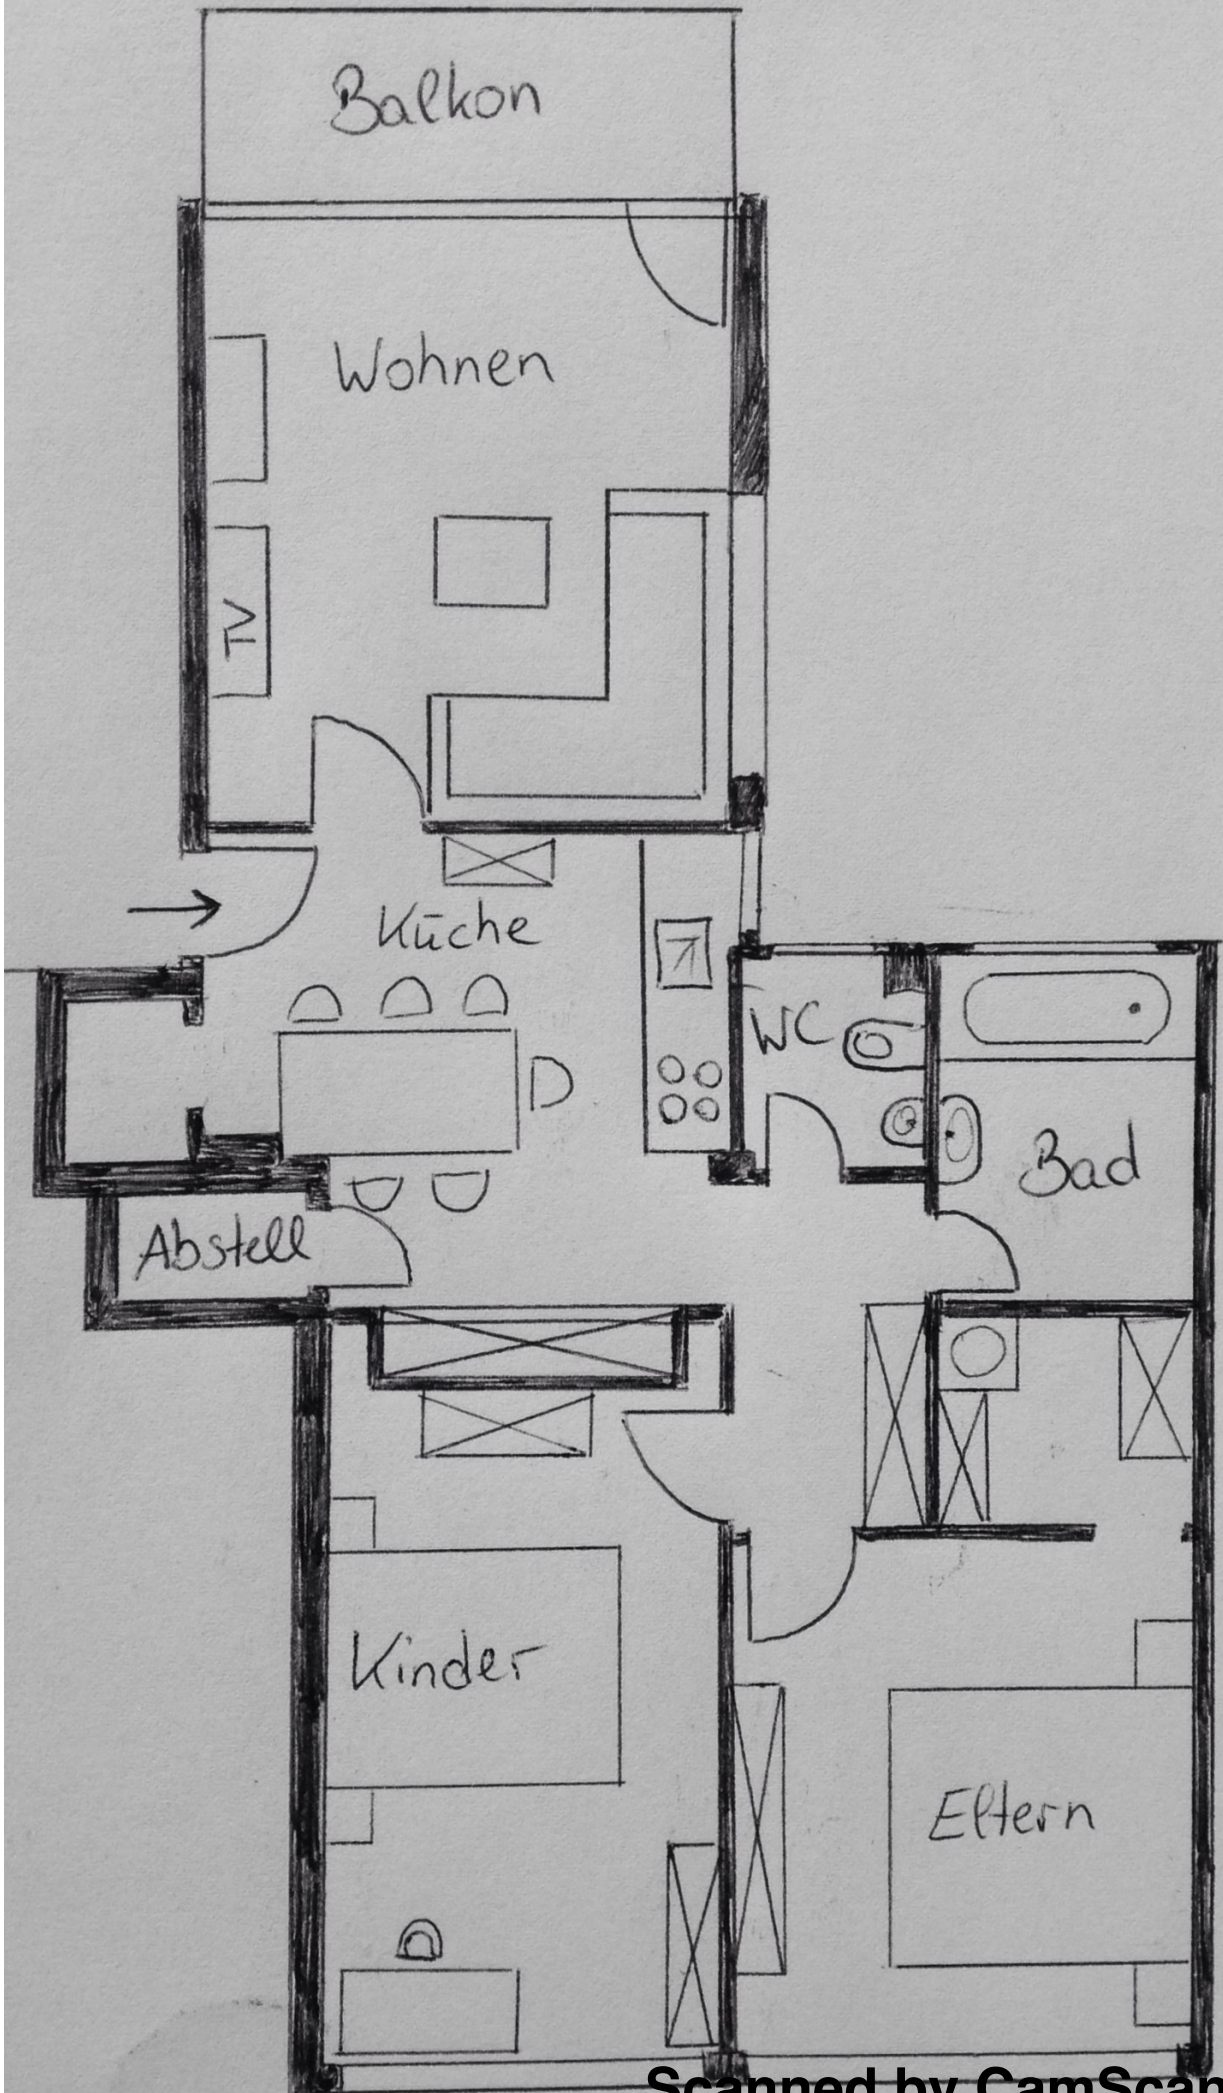 Balkon
Wohnen
TV
Küche
WC
Bad
Abstell
Kinder
Eltern
Scanned by CamScan